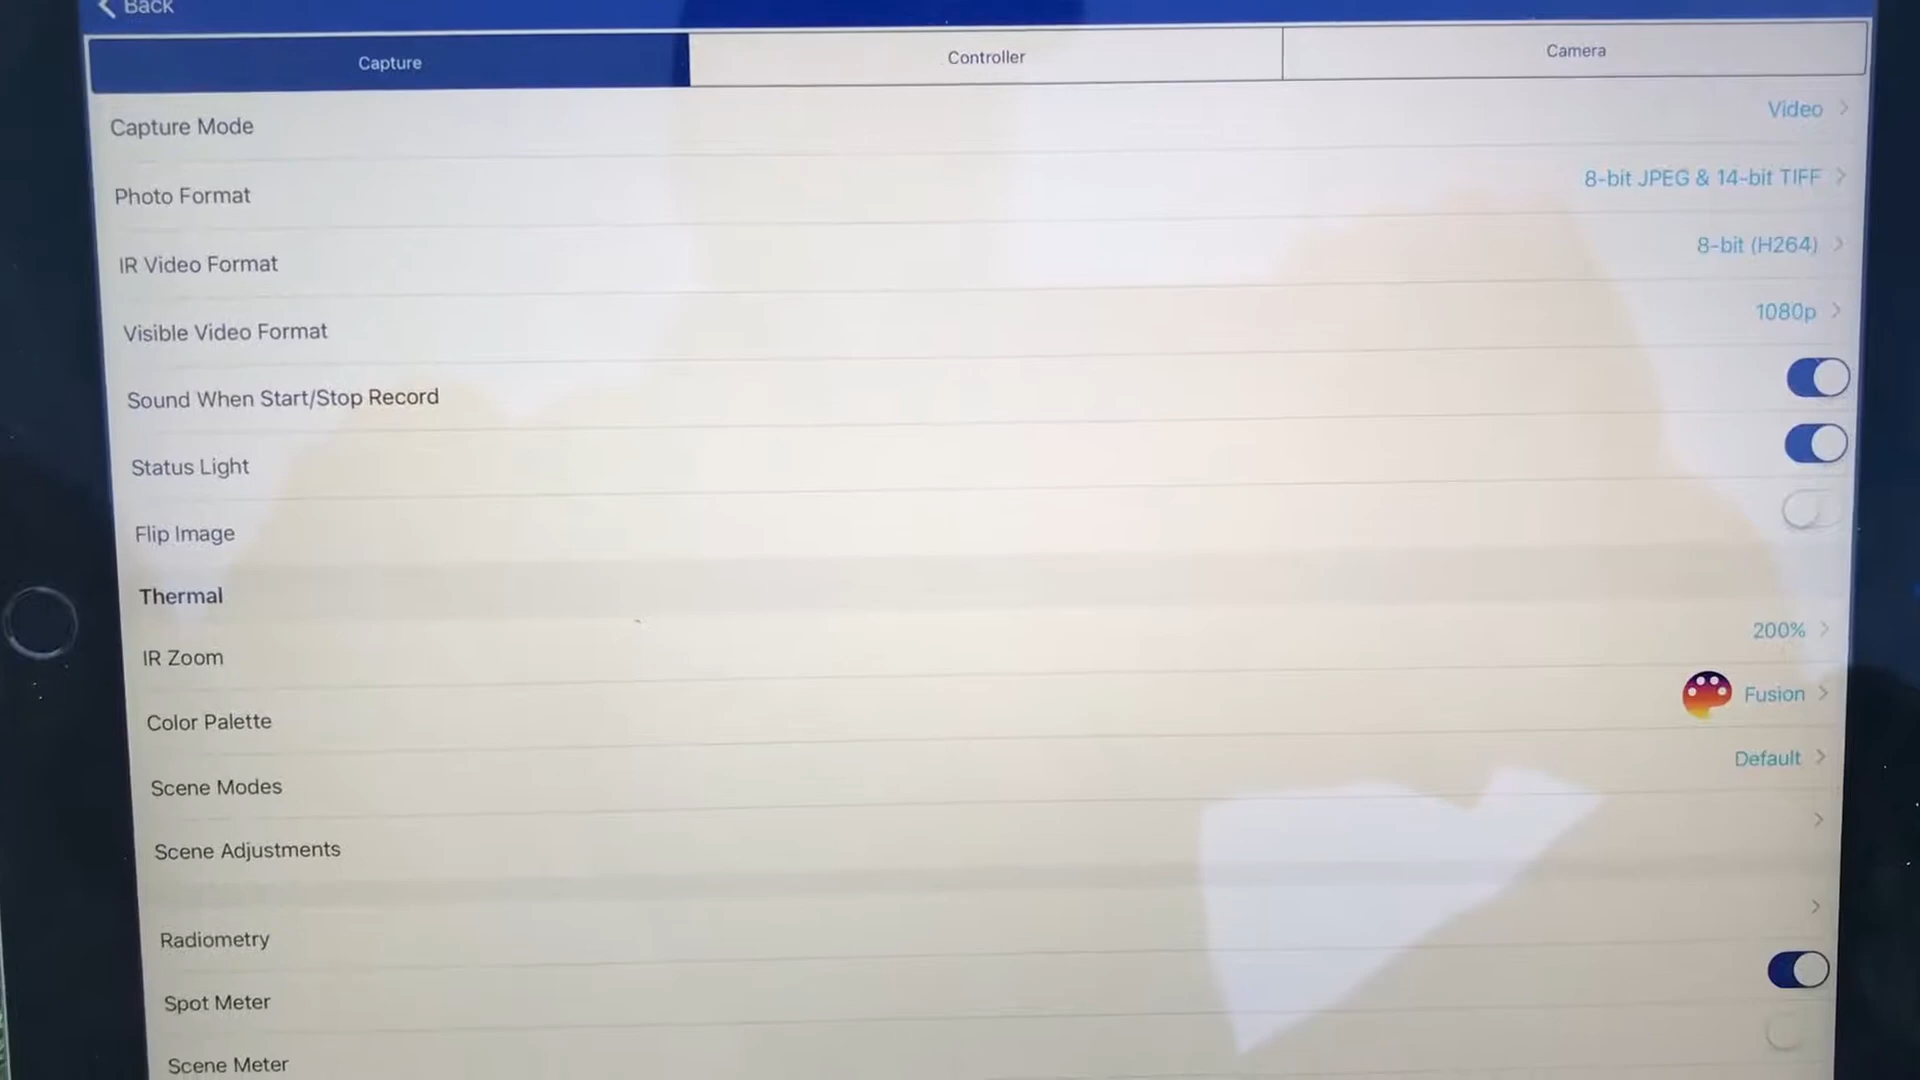 Back
Capture
Controller
Camera
Capture Mode
Video
Photo Format
8-bit JPEG & 14-bit TIFF
IR Video Format
8-bit (H264)
Visible Video Format
1080p
Sound When Start/Stop Record
Status Light
Flip Image
Thermal
IR Zoom
200%
Color Palette
Fusion
Scene Modes
Default
Scene Adjustments
Radiometry
Spot Meter
Scene Meter